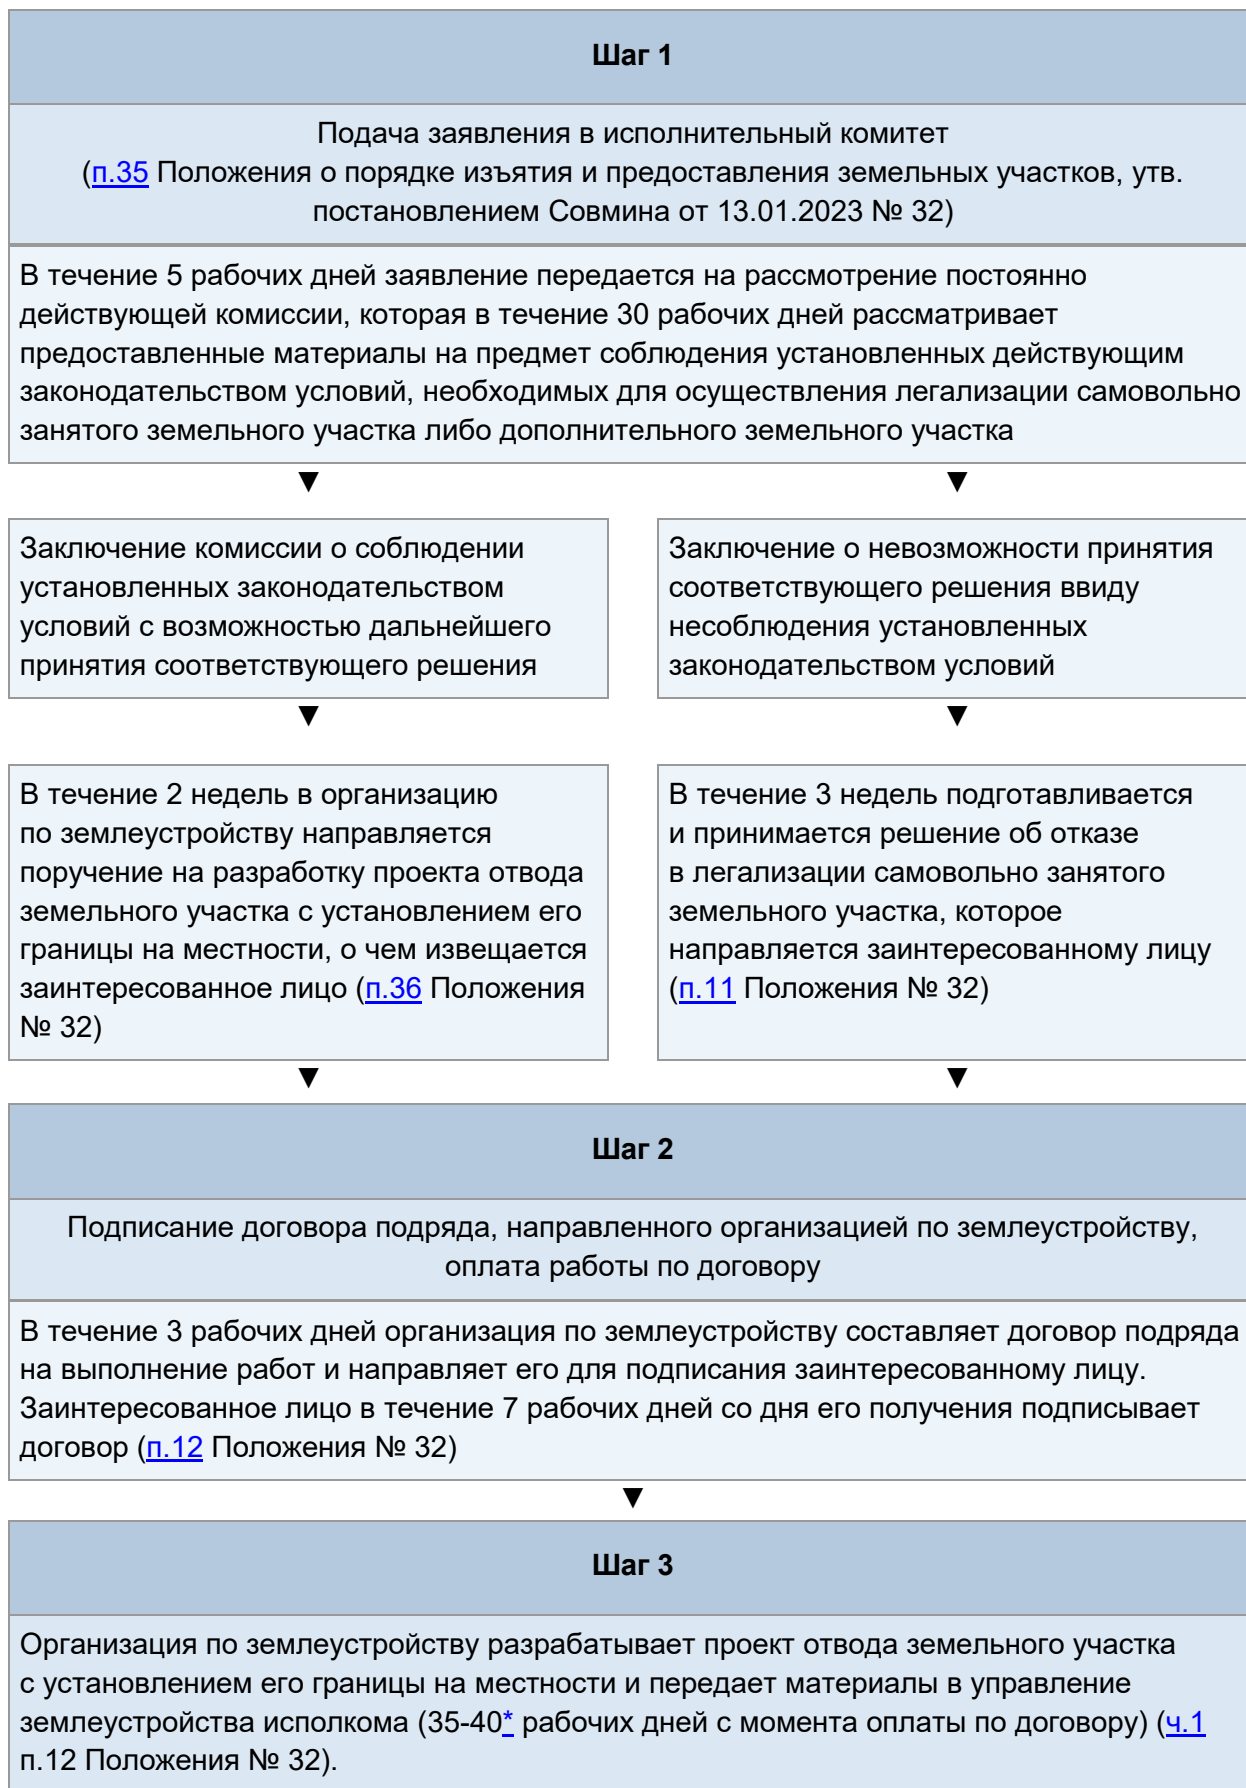 Шаг 1
Подача заявления в исполнительный комитет
(п.35 Положения о порядке изъятия и предоставления земельных участков, утв.
постановлением Совмина от 13.01.2023 № 32)
В течение 5 рабочих дней заявление передается на рассмотрение постоянно
действующей комиссии, которая в течение 30 рабочих дней рассматривает
предоставленные материалы на предмет соблюдения установленных действующим
законодательством условий, необходимых для осуществления легализации самовольно
занятого земельного участка либо дополнительного земельного участка
▼ ▼
Заключение комиссии о соблюдении
установленных законодательством
условий с возможностью дальнейшего
принятия соответствующего решения
Заключение о невозможности принятия
соответствующего решения ввиду
несоблюдения установленных
законодательством условий
▼ ▼
В течение 2 недель в организацию
по землеустройству направляется
поручение на разработку проекта отвода
земельного участка с установлением его
границы на местности, о чем извещается
заинтересованное лицо (п.36 Положения
№ 32)
В течение 3 недель подготавливается
и принимается решение об отказе
в легализации самовольно занятого
земельного участка, которое
направляется заинтересованному лицу
(п.11 Положения № 32)
▼ ▼
Шаг 2
Подписание договора подряда, направленного организацией по землеустройству,
оплата работы по договору
В течение 3 рабочих дней организация по землеустройству составляет договор подряда
на выполнение работ и направляет его для подписания заинтересованному лицу.
Заинтересованное лицо в течение 7 рабочих дней со дня его получения подписывает
договор (п.12 Положения № 32)
▼
Шаг 3
Организация по землеустройству разрабатывает проект отвода земельного участка
с установлением его границы на местности и передает материалы в управление
землеустройства исполкома (35-40* рабочих дней с момента оплаты по договору) (ч.1
п.12 Положения № 32).